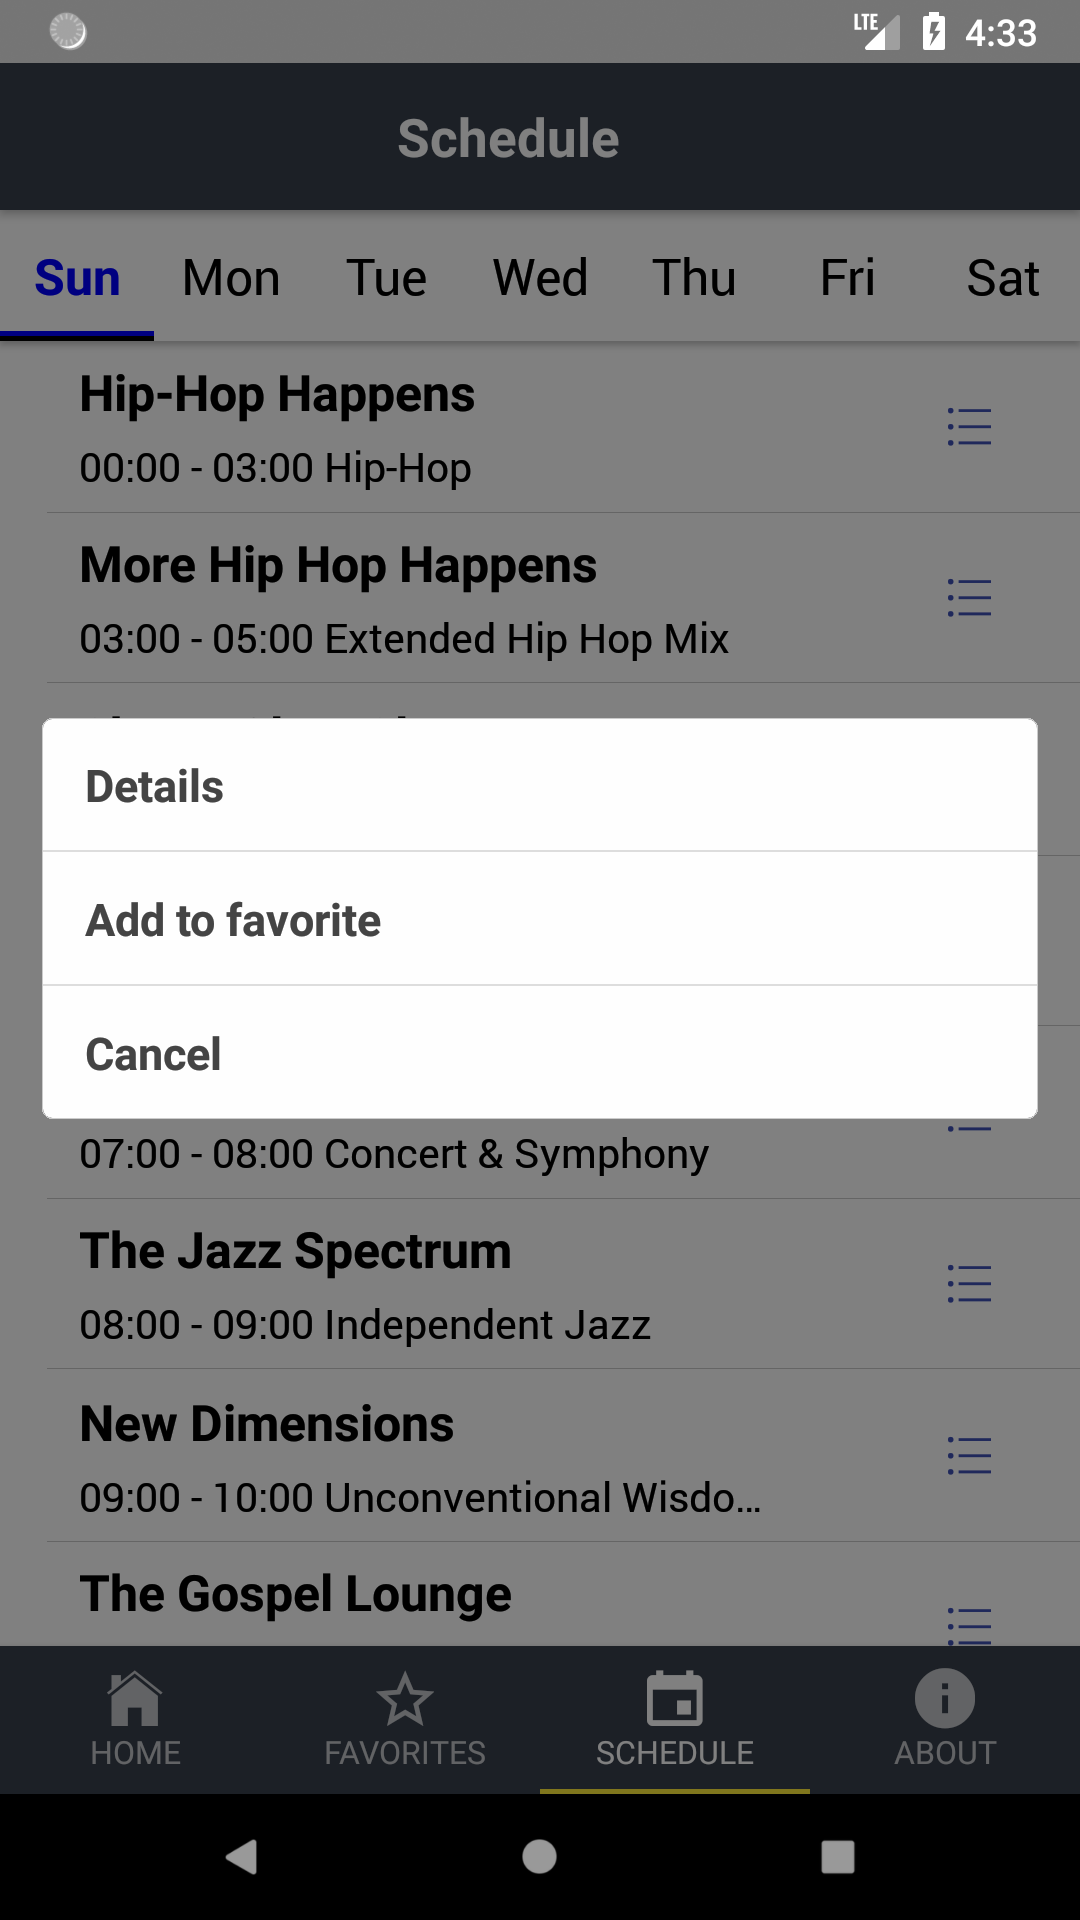 LTE 4:33
Schedule
Sun Mon Tue Wed Thu Fri Sat
Hip-Hop Happens
00:00 - 03:00 Hip-Hop
More Hip Hop Happens
03:00 - 05:00 Extended Hip Hop Mix
Details
Add to favorite
Cancel
07:00 - 08:00 Concert & Symphony
The Jazz Spectrum
08:00 - 09:00 Independent Jazz
New Dimensions
09:00 - 10:00 Unconventional Wisdo...
The Gospel Lounge
HOME FAVORITES SCHEDULE ABOUT